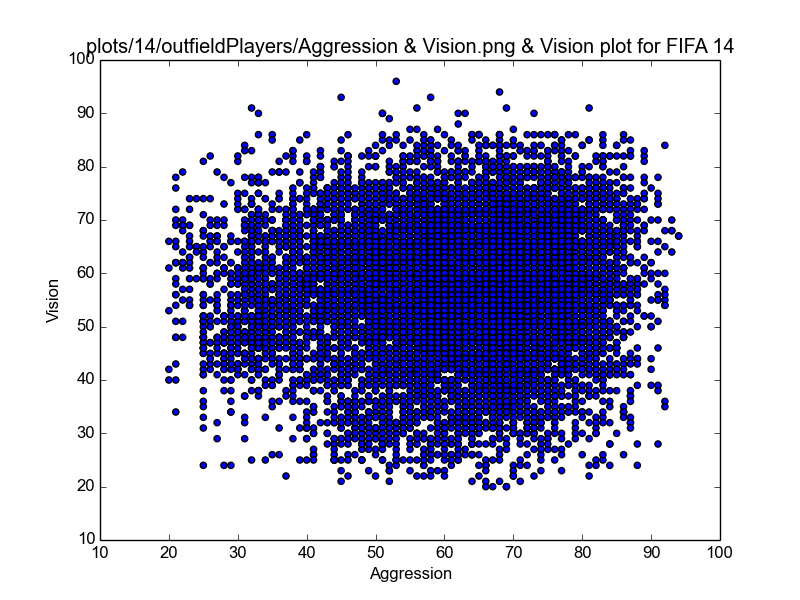 plots/14/outfieldPlayers/Aggression & Vision.png & Vision plot for FIFA 14
100
90
80
70
60
50
40
30
20
10
Vision
10 20 30 40 50 60 70 80 90 100
Aggression